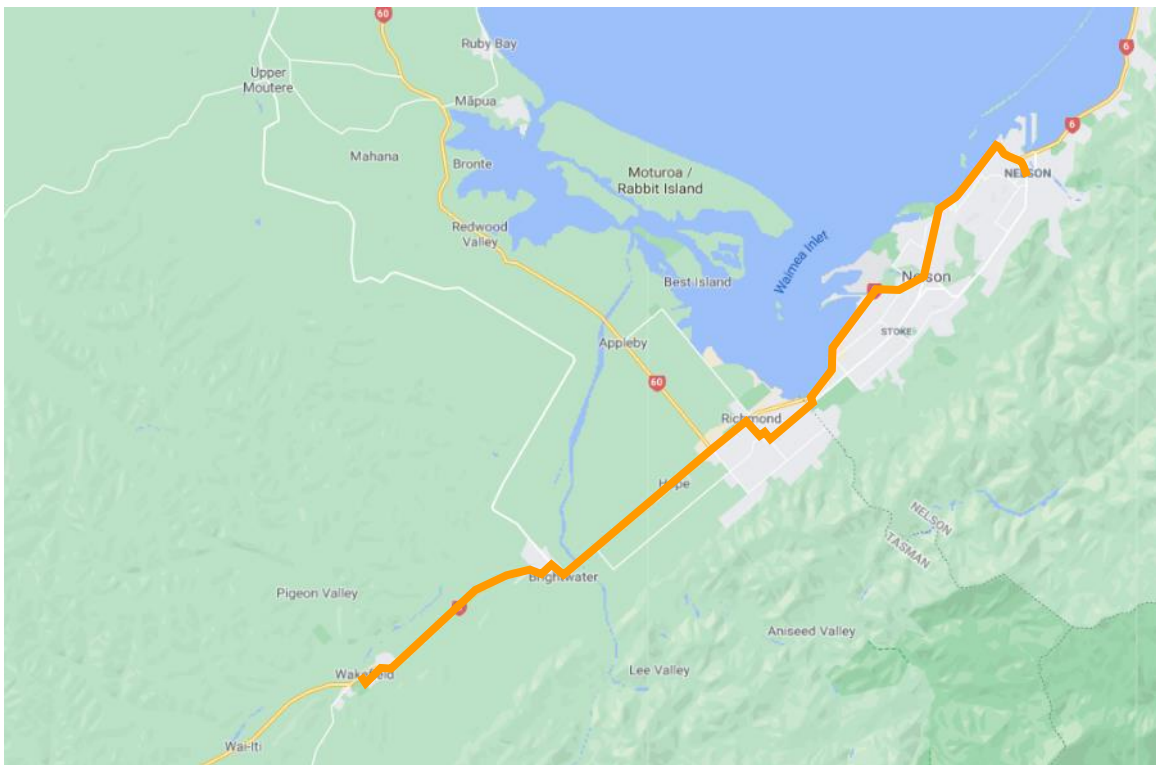 60
Ruby Bay
6
Upper
Moutere
Māpua
6
Mahana
Bronte
Moturoa /
Rabbit Island
NELSON
Redwood
Valley
Waimea Inlet
Best Island
Nelson
STOKE
Appleby
60
Richmond
Hope
NELSON
TASMAN
Brightwater
Pigeon Valley
Aniseed Valley
Wakefield
Lee Valley
Wai-Iti